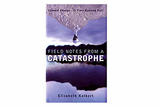 FIELD NOTES FROM A
CATASTROPHE
Elizabeth Kolbert